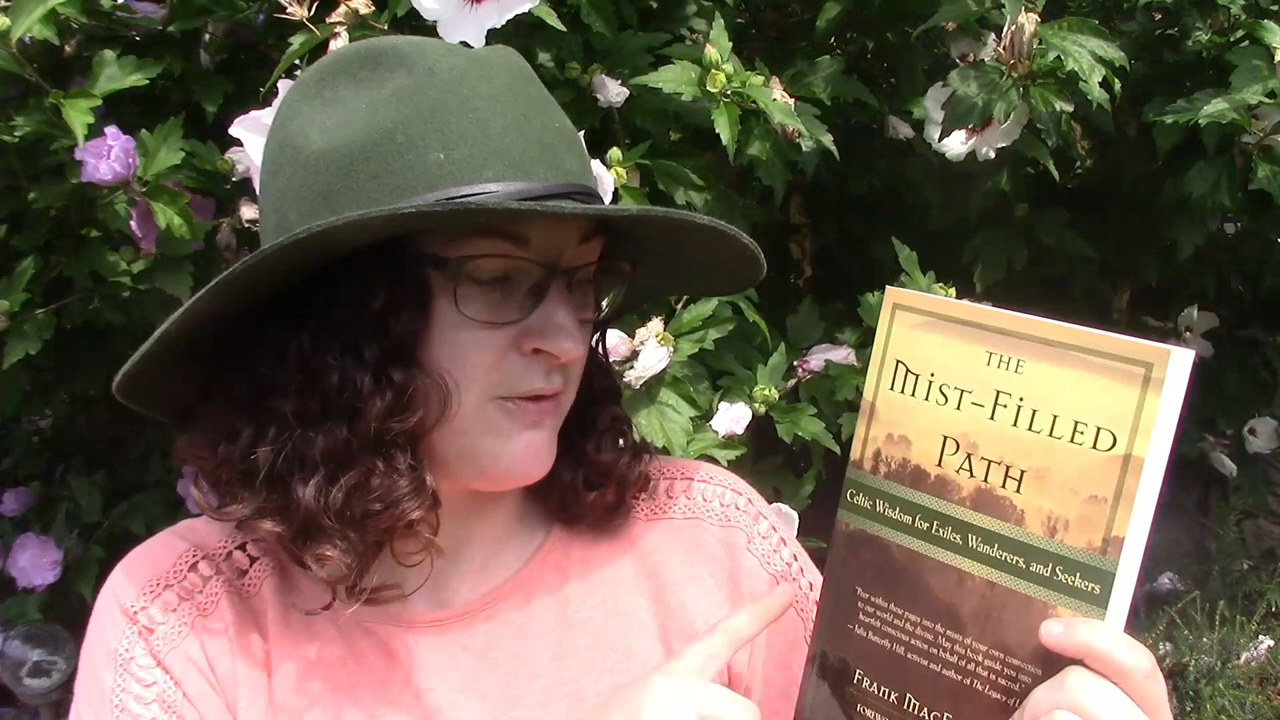 THE
MiST-FiLLED
PATH
Celtic Wisdom for Exiles, Wanderers, and Seekers
"Peer within these pages into the mists of your own connection
to our world and the divine. May this book guide you into
heartfelt conscious action on behalf of all that is sacred."
— Julia Butterfly Hill, activist and author of The Legacy of L
FRANK MACE
FOREW